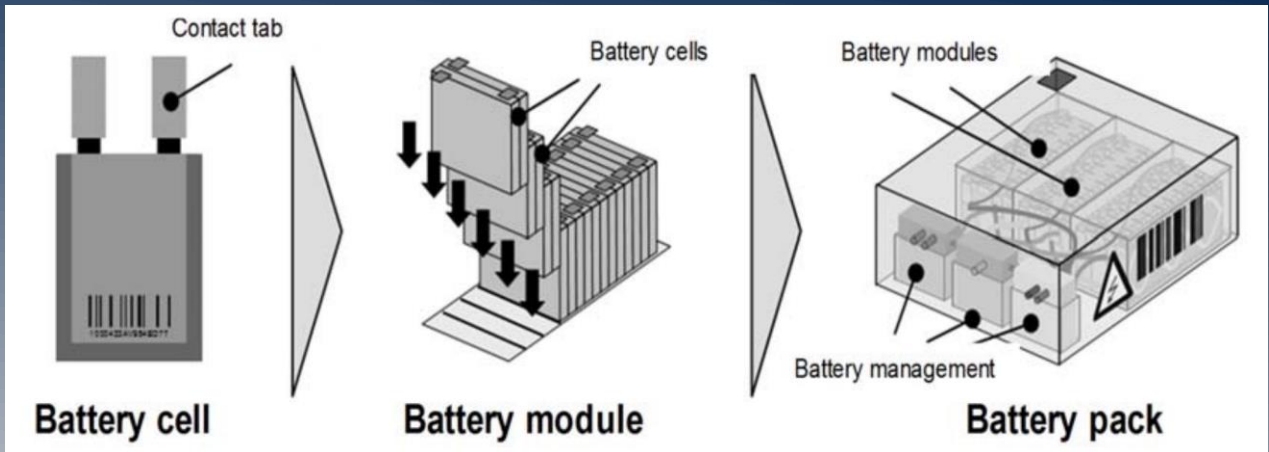 Contact tab
Battery cells
Battery modules
Battery management
Battery cell
Battery module
Battery pack